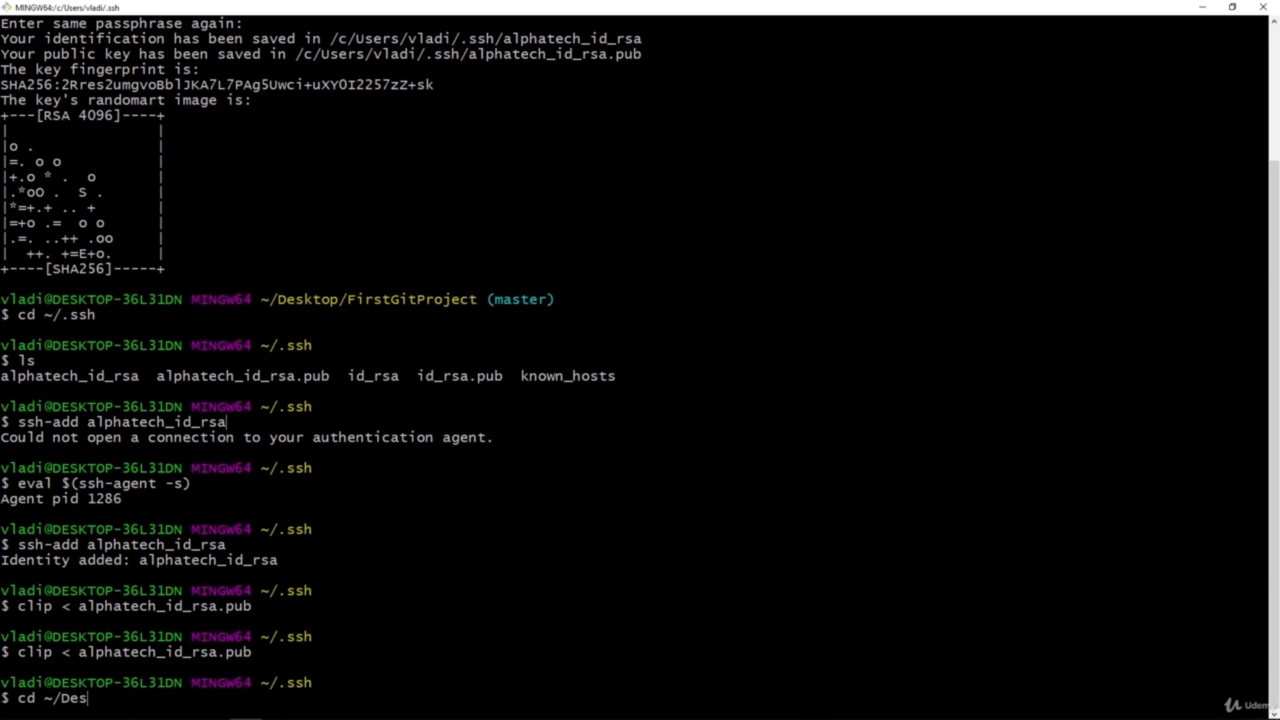 MINGW64:/c/Users/vladi/.ssh
Enter same passphrase again:
Your identification has been saved in /c/Users/vladi/.ssh/alphatech_id_rsa
Your public key has been saved in /c/Users/vladi/.ssh/alphatech_id_rsa.pub
The key fingerprint is:
SHA256:2Rres2umgvoBblJKA7L7PAg5Uwci+uXYOI2257zZ+sk
The key's randomart image is:
+---[RSA 4096]----+
|                 |
|o .              |
|=. o o           |
|+.o * .  o       |
|.*oO .  S .      |
|*=+.+ .. +       |
|=+o .=  o o      |
|.=. ..++ .oo     |
|  ++. +=E+o.     |
+----[SHA256]-----+
vladi@DESKTOP-36L31DN MINGW64 ~/Desktop/FirstGitProject (master)
$ cd ~/.ssh
vladi@DESKTOP-36L31DN MINGW64 ~/.ssh
$ ls
alphatech_id_rsa  alphatech_id_rsa.pub  id_rsa  id_rsa.pub  known_hosts
vladi@DESKTOP-36L31DN MINGW64 ~/.ssh
$ ssh-add alphatech_id_rsa
Could not open a connection to your authentication agent.
vladi@DESKTOP-36L31DN MINGW64 ~/.ssh
$ eval $(ssh-agent -s)
Agent pid 1286
vladi@DESKTOP-36L31DN MINGW64 ~/.ssh
$ ssh-add alphatech_id_rsa
Identity added: alphatech_id_rsa
vladi@DESKTOP-36L31DN MINGW64 ~/.ssh
$ clip < alphatech_id_rsa.pub
vladi@DESKTOP-36L31DN MINGW64 ~/.ssh
$ clip < alphatech_id_rsa.pub
vladi@DESKTOP-36L31DN MINGW64 ~/.ssh
$ cd ~/Des
Udemy